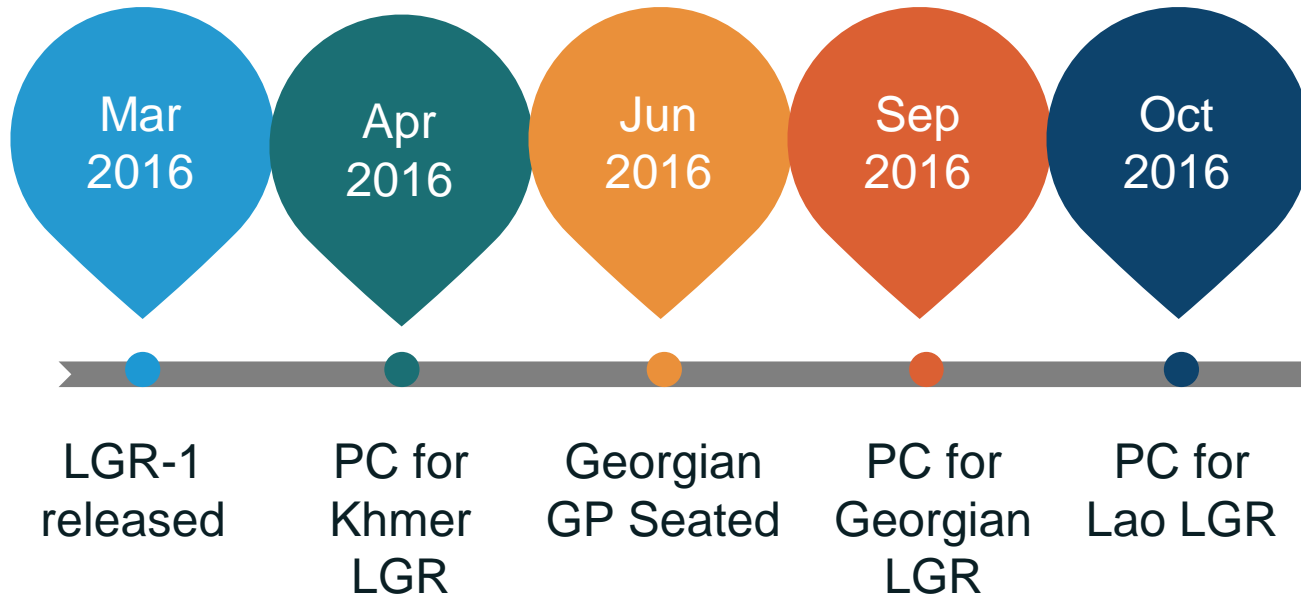 Mar
2016
Apr
2016
Jun
2016
Sep
2016
Oct
2016
LGR-1
released
PC for
Khmer
LGR
Georgian
GP Seated
PC for
Georgian
LGR
PC for
Lao LGR